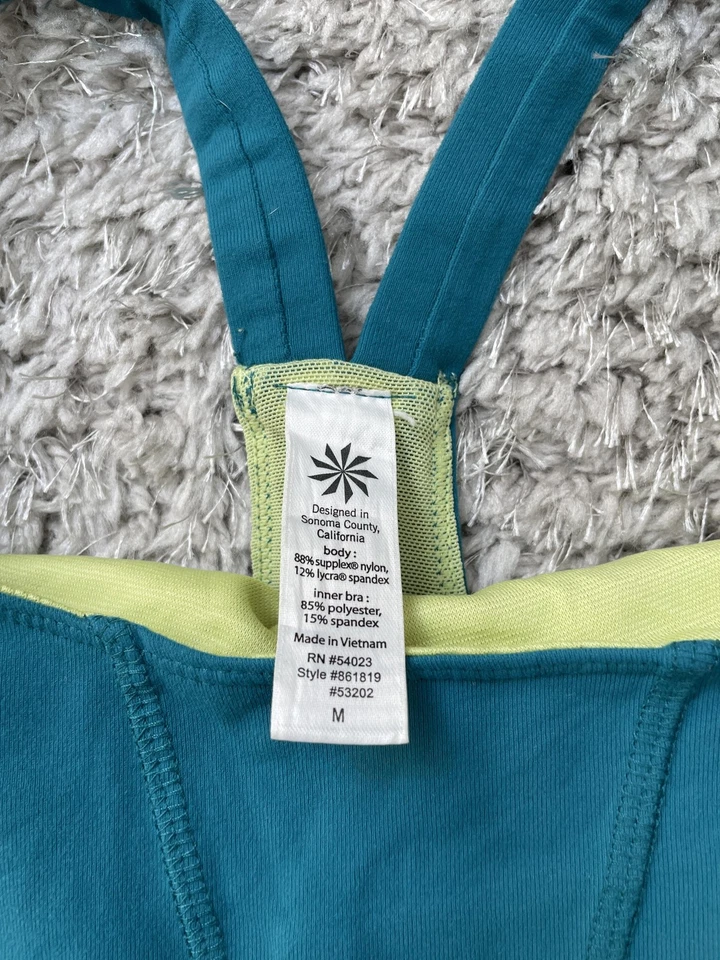 Designed in
Sonoma County,
California
body :
88% supplex® nylon,
12% lycra® spandex
inner bra :
85% polyester,
15% spandex
Made in Vietnam
RN #54023
Style #861819
#53202
M